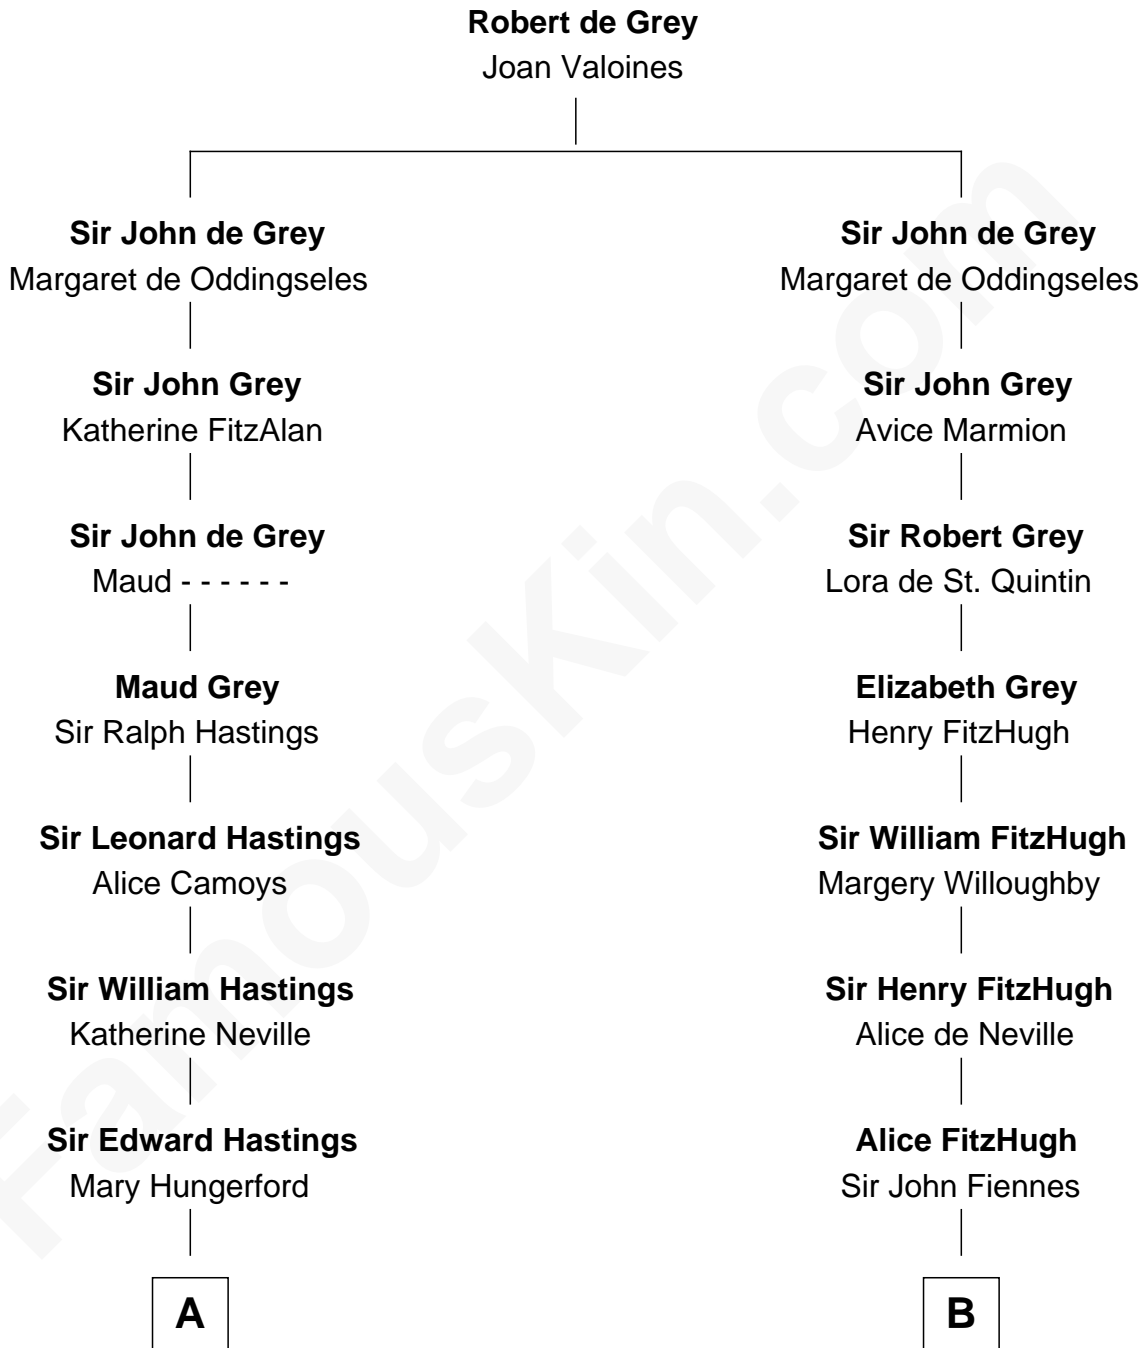 Robert de Grey
Joan Valoines
Sir John de Grey
Margaret de Oddingseles
Sir John de Grey
Margaret de Oddingseles
Sir John Grey
Katherine FitzAlan
Sir John Grey
Avice Marmion
Sir John de Grey
Maud - - - - - -
Sir Robert Grey
Lora de St. Quintin
Maud Grey
Sir Ralph Hastings
Elizabeth Grey
Henry FitzHugh
Sir Leonard Hastings
Alice Camoys
Sir William FitzHugh
Margery Willoughby
Sir William Hastings
Katherine Neville
Sir Henry FitzHugh
Alice de Neville
Sir Edward Hastings
Mary Hungerford
Alice FitzHugh
Sir John Fiennes
A
B
FamousKin.com